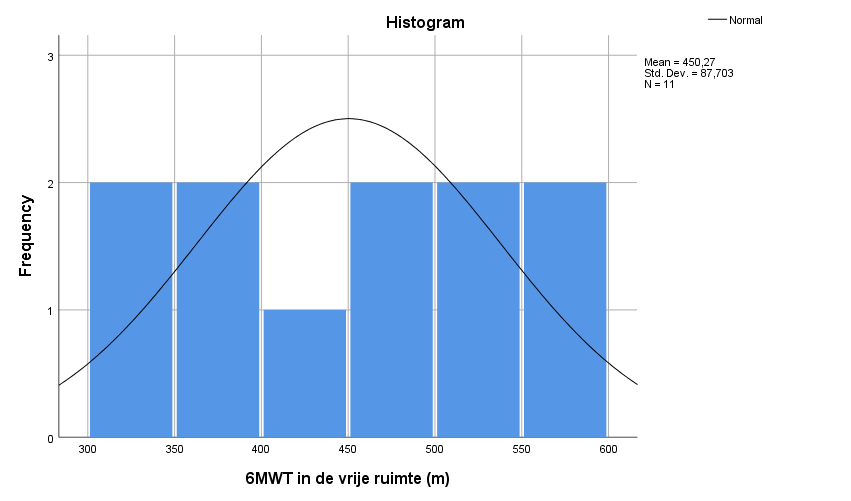 Histogram
Normal
Mean = 450,27
Std. Dev. = 87,703
N = 11
Frequency
3
2
1
0
300 350 400 450 500 550 600
6MWT in de vrije ruimte (m)